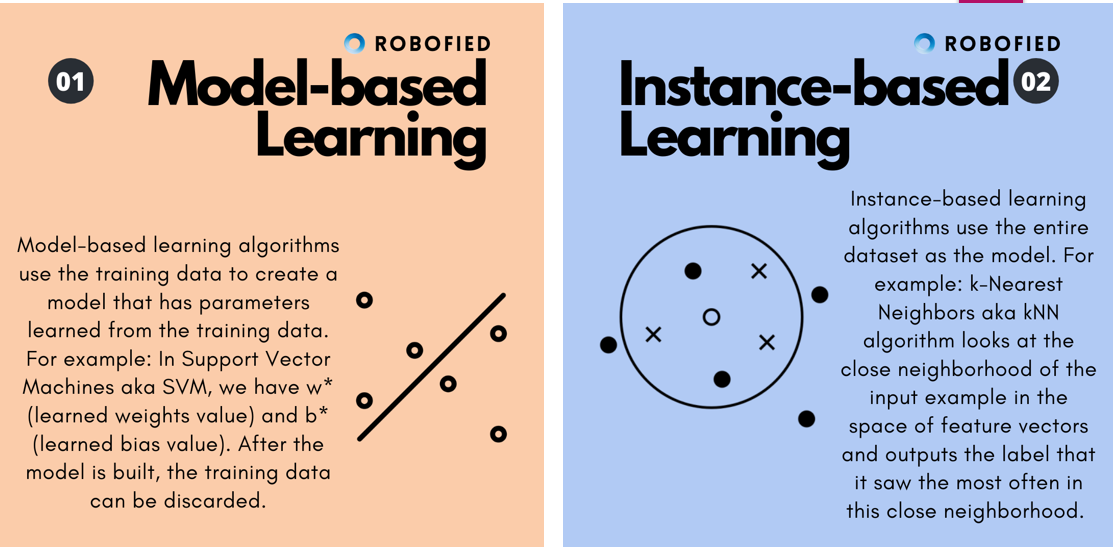 ROBOFIED
01
Model-based
Learning
Model-based learning algorithms
use the training data to create a
model that has parameters
learned from the training data.
For example: In Support Vector
Machines aka SVM, we have w*
(learned weights value) and b*
(learned bias value). After the
model is built, the training data
can be discarded.
ROBOFIED
Instance-based
02
Learning
Instance-based learning
algorithms use the entire
dataset as the model. For
example: k-Nearest
Neighbors aka kNN
algorithm looks at the
close neighborhood of the
input example in the
space of feature vectors
and outputs the label that
it saw the most often in
this close neighborhood.